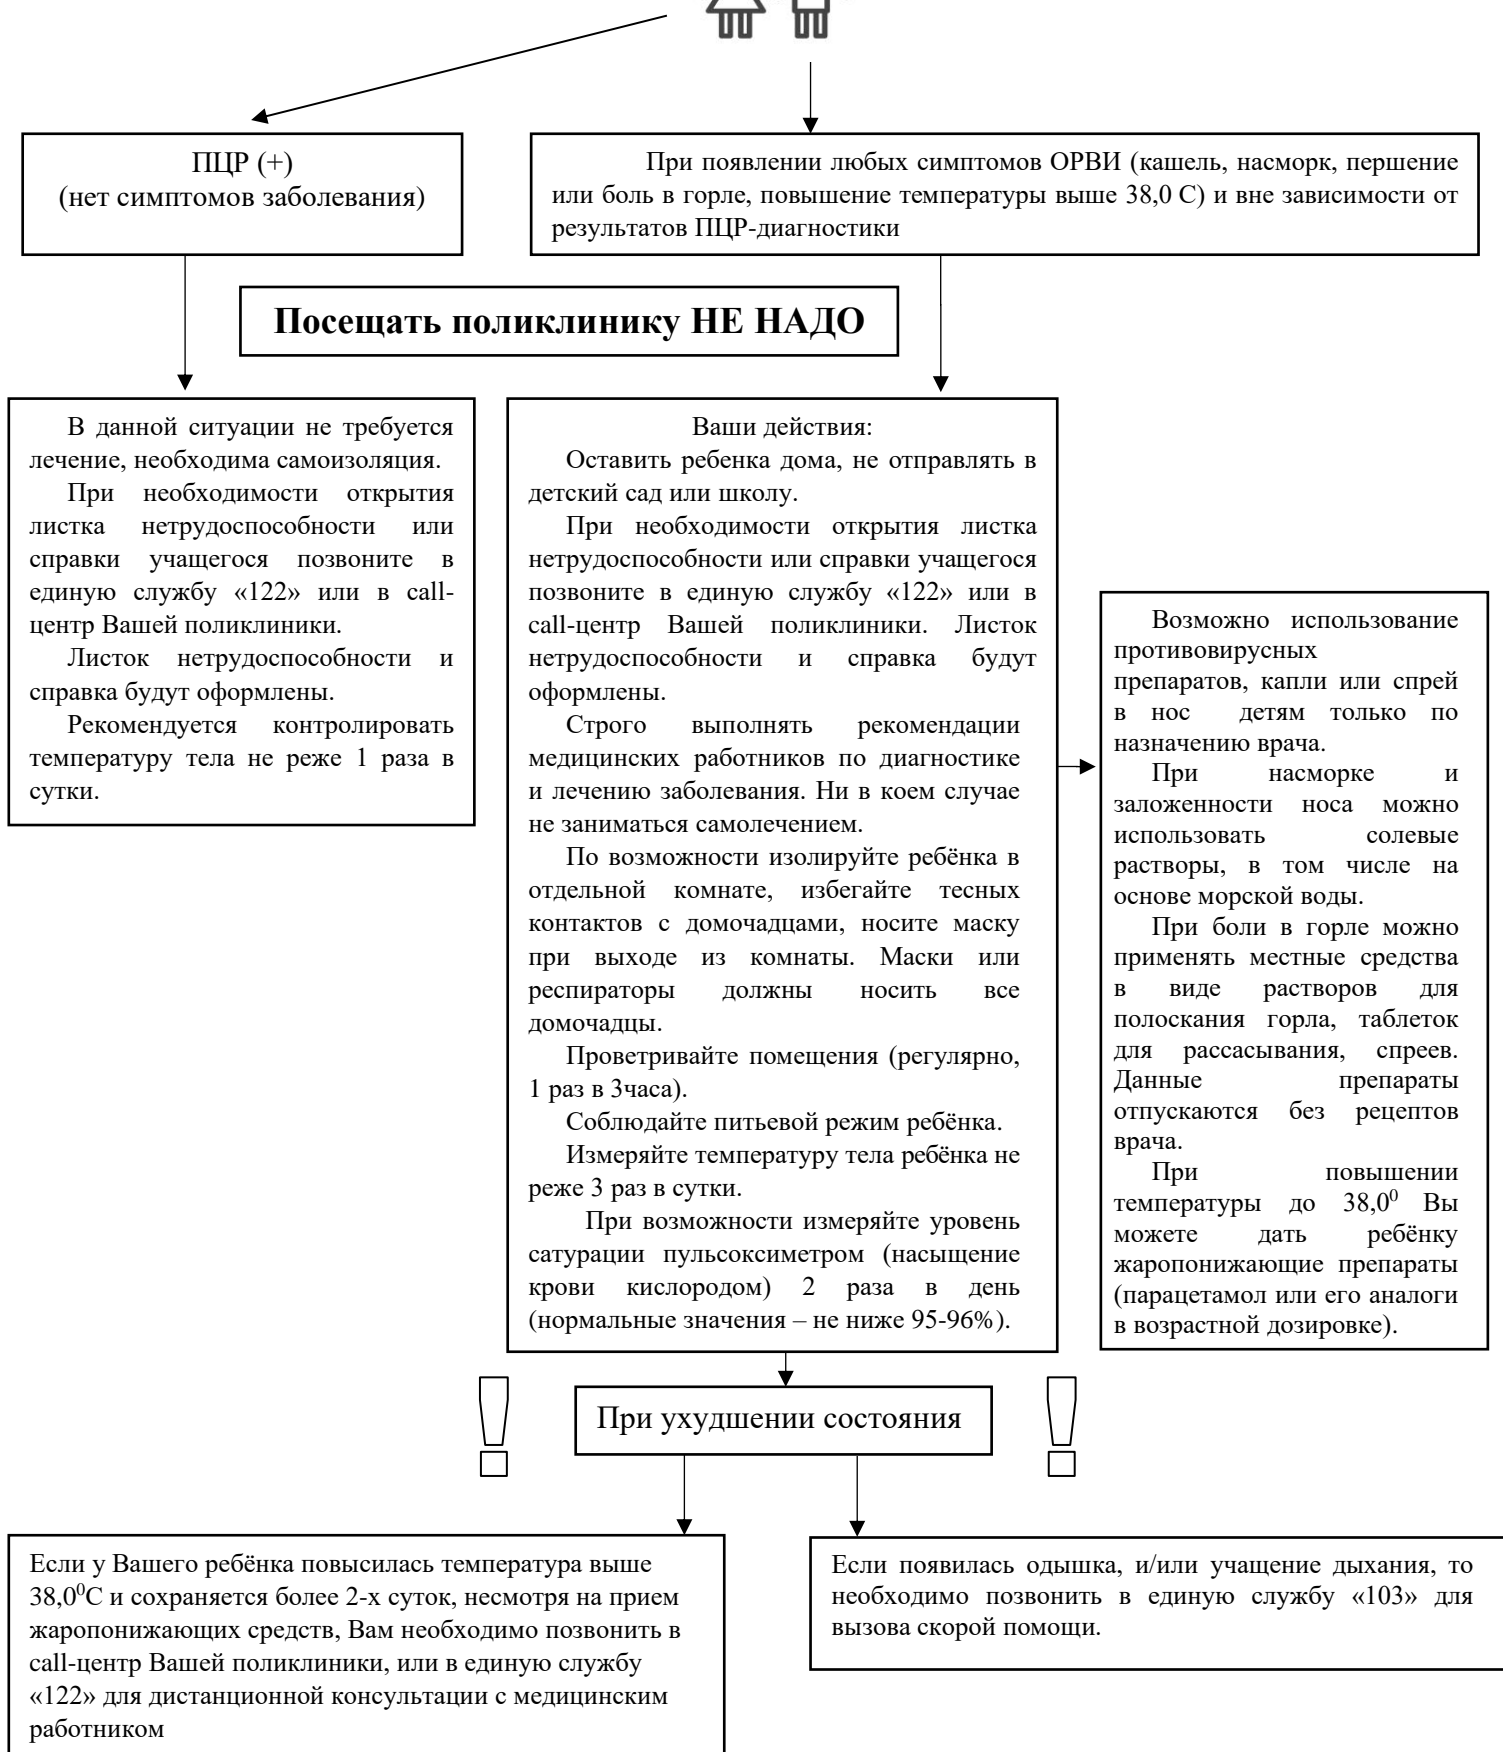 ПЦР (+)
(нет симптомов заболевания)
При появлении любых симптомов ОРВИ (кашель, насморк, першение
или боль в горле, повышение температуры выше 38,0 С) и вне зависимости от
результатов ПЦР-диагностики
Посещать поликлинику НЕ НАДО
В данной ситуации не требуется
лечение, необходима самоизоляция.
При необходимости открытия
листка нетрудоспособности или
справки учащегося позвоните в
единую службу «122» или в call-
центр Вашей поликлиники.
Листок нетрудоспособности и
справка будут оформлены.
Рекомендуется контролировать
температуру тела не реже 1 раза в
сутки.
Ваши действия:
Оставить ребенка дома, не отправлять в
детский сад или школу.
При необходимости открытия листка
нетрудоспособности или справки учащегося
позвоните в единую службу «122» или в
call-центр Вашей поликлиники. Листок
нетрудоспособности и справка будут
оформлены.
Строго выполнять рекомендации
медицинских работников по диагностике
и лечению заболевания. Ни в коем случае
не заниматься самолечением.
По возможности изолируйте ребёнка в
отдельной комнате, избегайте тесных
контактов с домочадцами, носите маску
при выходе из комнаты. Маски или
респираторы должны носить все
домочадцы.
Проветривайте помещения (регулярно,
1 раз в 3часа).
Соблюдайте питьевой режим ребёнка.
Измеряйте температуру тела ребёнка не
реже 3 раз в сутки.
При возможности измеряйте уровень
сатурации пульсоксиметром (насыщение
крови кислородом) 2 раза в день
(нормальные значения – не ниже 95-96%).
Возможно использование
противовирусных
препаратов, капли или спрей
в нос детям только по
назначению врача.
При насморке и
заложенности носа можно
использовать солевые
растворы, в том числе на
основе морской воды.
При боли в горле можно
применять местные средства
в виде растворов для
полоскания горла, таблеток
для рассасывания, спреев.
Данные препараты
отпускаются без рецептов
врача.
При повышении
температуры до 38,0⁰ Вы
можете дать ребёнку
жаропонижающие препараты
(парацетамол или его аналоги
в возрастной дозировке).
! При ухудшении состояния !
Если у Вашего ребёнка повысилась температура выше
38,0⁰С и сохраняется более 2-х суток, несмотря на прием
жаропонижающих средств, Вам необходимо позвонить в
call-центр Вашей поликлиники, или в единую службу
«122» для дистанционной консультации с медицинским
работником
Если появилась одышка, и/или учащение дыхания, то
необходимо позвонить в единую службу «103» для
вызова скорой помощи.